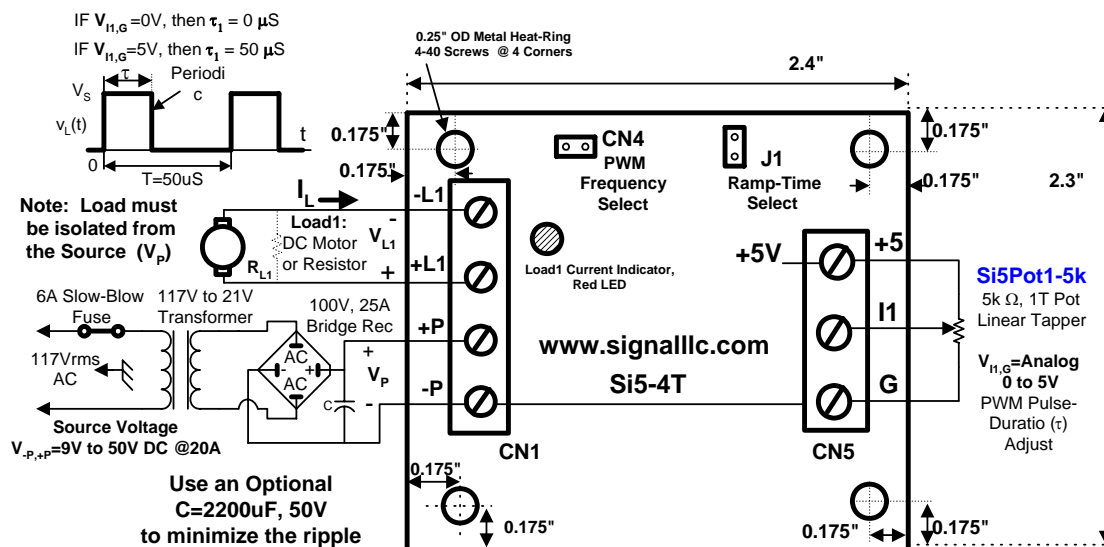 IF V_I1,G =0V, then τ₁ = 0 μS
IF V_I1,G =5V, then τ₁ = 50 μS
τ
Periodi
c
V_S
v_L(t)
0
t
T=50uS
0.25" OD Metal Heat-Ring
4-40 Screws @ 4 Corners
2.4"
0.175"
0.175"
0.175"
0.175"
2.3"
CN4
PWM
Frequency
Select
J1
Ramp-Time
Select
Note: Load must
be isolated from
the Source (V_P)
I_L
-L1
-
Load1:
DC Motor
or Resistor
V_L1
R_L1
+
+L1
Load1 Current Indicator,
Red LED
+5V
+5
I1
G
Si5Pot1-5k
5k Ω, 1T Pot
Linear Tapper
V_I1,G=Analog
0 to 5V
PWM Pulse-
Duratio (τ)
Adjust
6A Slow-Blow
Fuse
117V to 21V
Transformer
100V, 25A
Bridge Rec
117Vrms
AC
AC
- +
AC
C
+
V_P
-
+P
-P
www.signalllc.com
Si5-4T
Source Voltage
V_-P,+P=9V to 50V DC @20A
CN1
CN5
Use an Optional
C=2200uF, 50V
to minimize the ripple
0.175"
0.175"
0.175"
0.175"